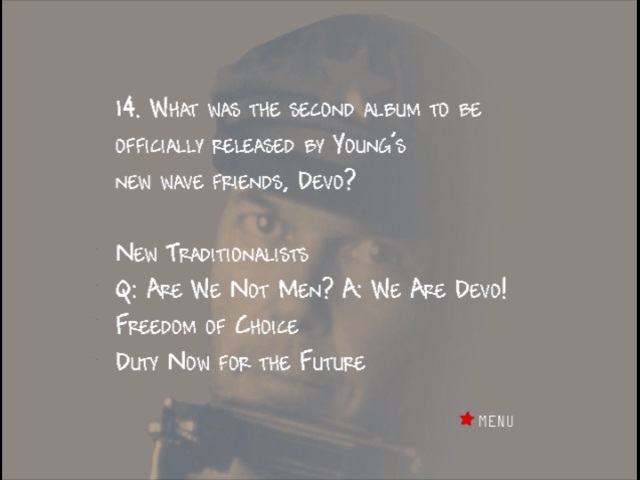 14. What was the second album to be
officially released by Young's
new wave friends, Devo?
New Traditionalists
Q: Are We Not Men? A: We Are Devo!
Freedom of Choice
Duty Now for the Future
MENU